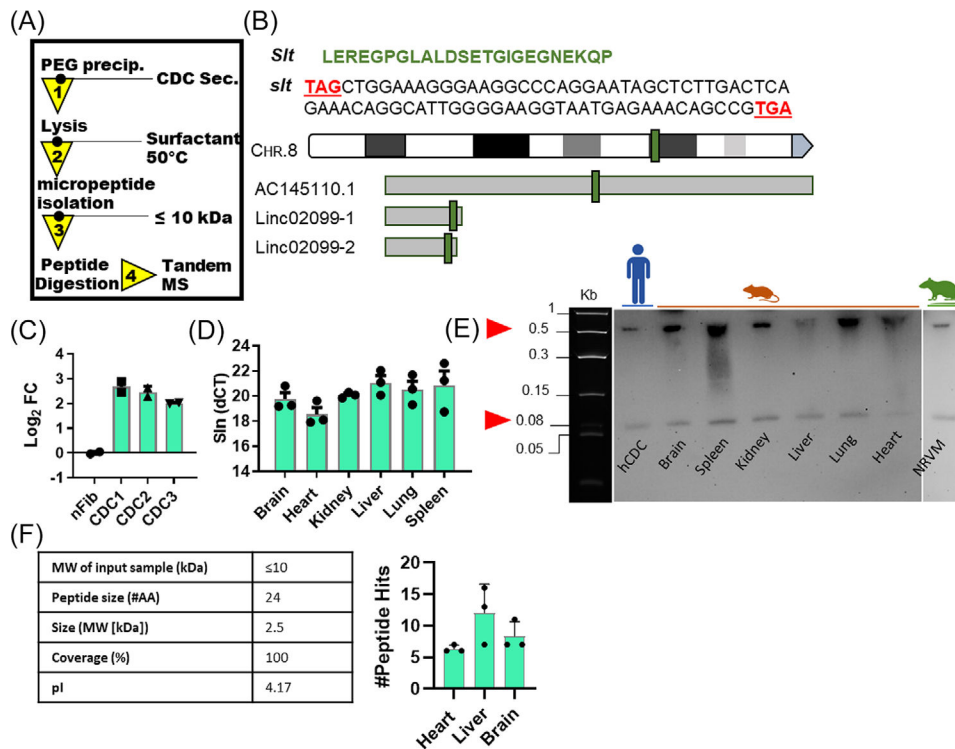 (A)
PEG precip.
1
CDC Sec.
Lysis
2
Surfactant
50°C
micropeptide
isolation
3
≤ 10 kDa
Peptide
Digestion
4
Tandem
MS
(B)
Slt LEREGPGLALDSETGIGEGNEKQP
slt TAGCTGGAAAGGGAAGGCCCAGGAATAGCTCTTGACTCA
GAAACAGGCATTGGGGAAGGTAATGAGAAACAGCCGTGA
CHR.8
AC145110.1
Linc02099-1
Linc02099-2
(C)
Log2 FC
4
3
2
1
0
-1
nFib
CDC1
CDC2
CDC3
(D)
Sln (dCT)
24
22
20
18
16
14
Brain
Heart
Kidney
Liver
Lung
Spleen
(E)
Kb
1
0.5
0.3
0.15
0.08
0.05
hCDC
Brain
Spleen
Kidney
Liver
Lung
Heart
NRVM
(F)
MW of input sample (kDa) ≤10
Peptide size (#AA) 24
Size (MW [kDa]) 2.5
Coverage (%) 100
pI 4.17
#Peptide Hits
20
15
10
5
0
Heart
Liver
Brain